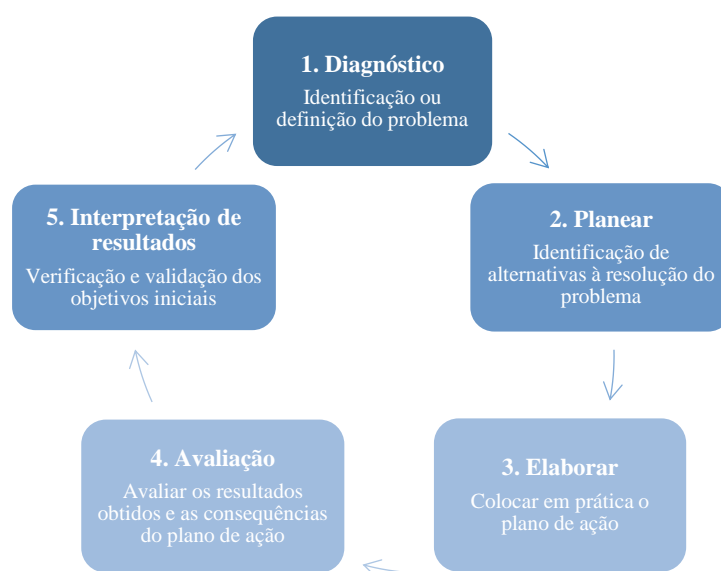 1. Diagnóstico
Identificação ou
definição do problema
2. Planear
Identificação de
alternativas à resolução do
problema
3. Elaborar
Colocar em prática o
plano de ação
4. Avaliação
Avaliar os resultados
obtidos e as consequências
do plano de ação
5. Interpretação de
resultados
Verificação e validação dos
objetivos iniciais